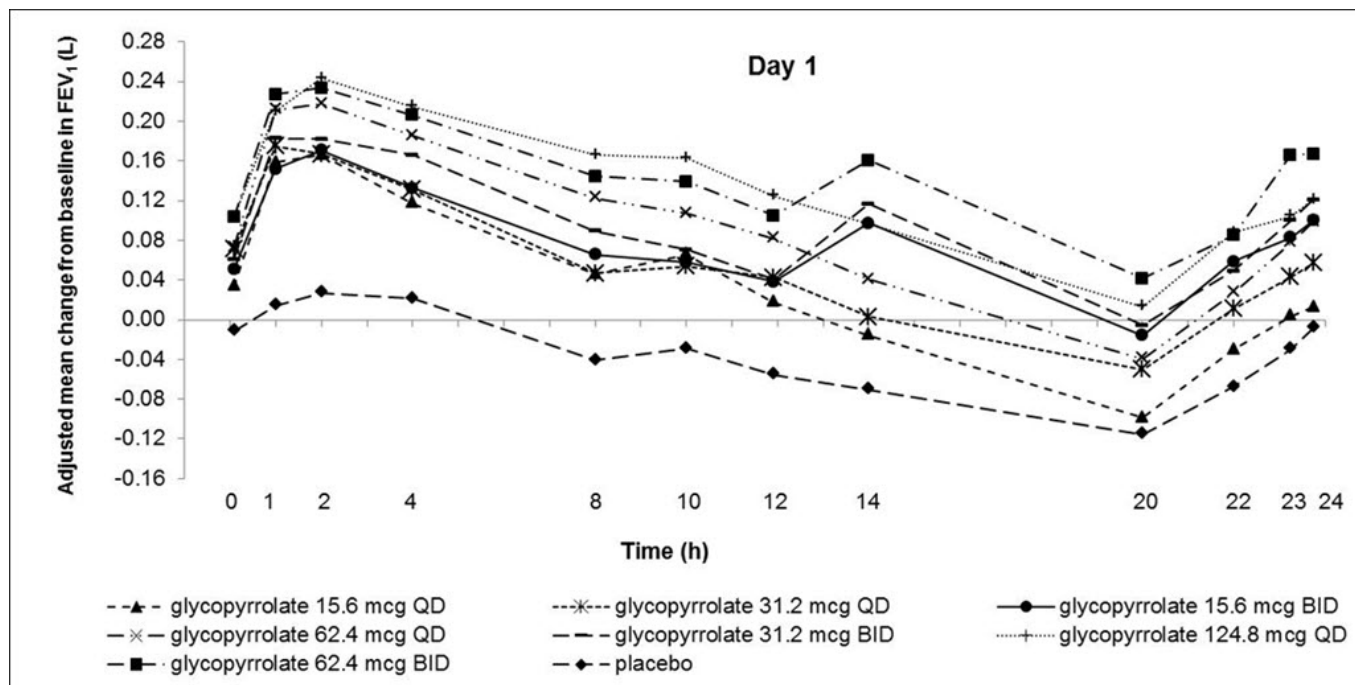 Day 1
Adjusted mean change from baseline in FEV₁ (L)
0.28
0.24
0.20
0.16
0.12
0.08
0.04
0.00
-0.04
-0.08
-0.12
-0.16
0 1 2 4 8 10 12 14 20 22 23 24
Time (h)
glycopyrrolate 15.6 mcg QD glycopyrrolate 31.2 mcg QD glycopyrrolate 15.6 mcg BID
glycopyrrolate 62.4 mcg QD glycopyrrolate 31.2 mcg BID glycopyrrolate 124.8 mcg QD
glycopyrrolate 62.4 mcg BID placebo